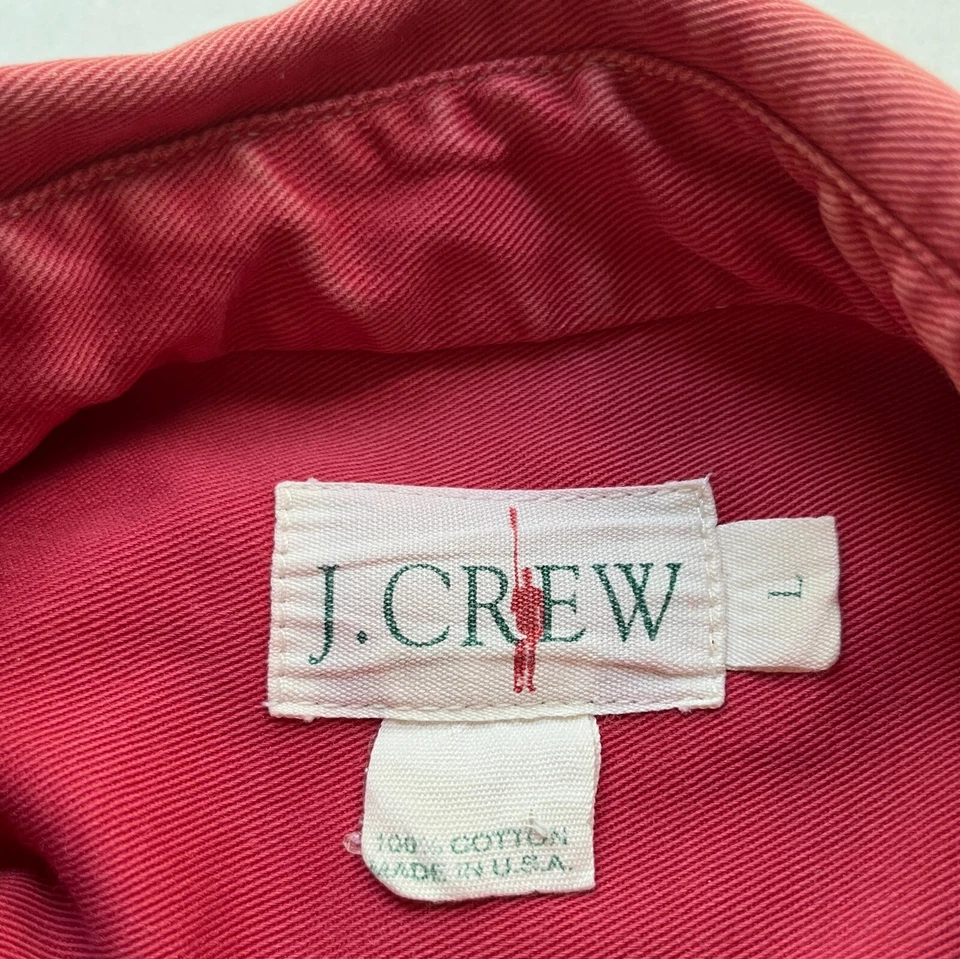 J.CREW
L
100% COTTON
MADE IN U.S.A.